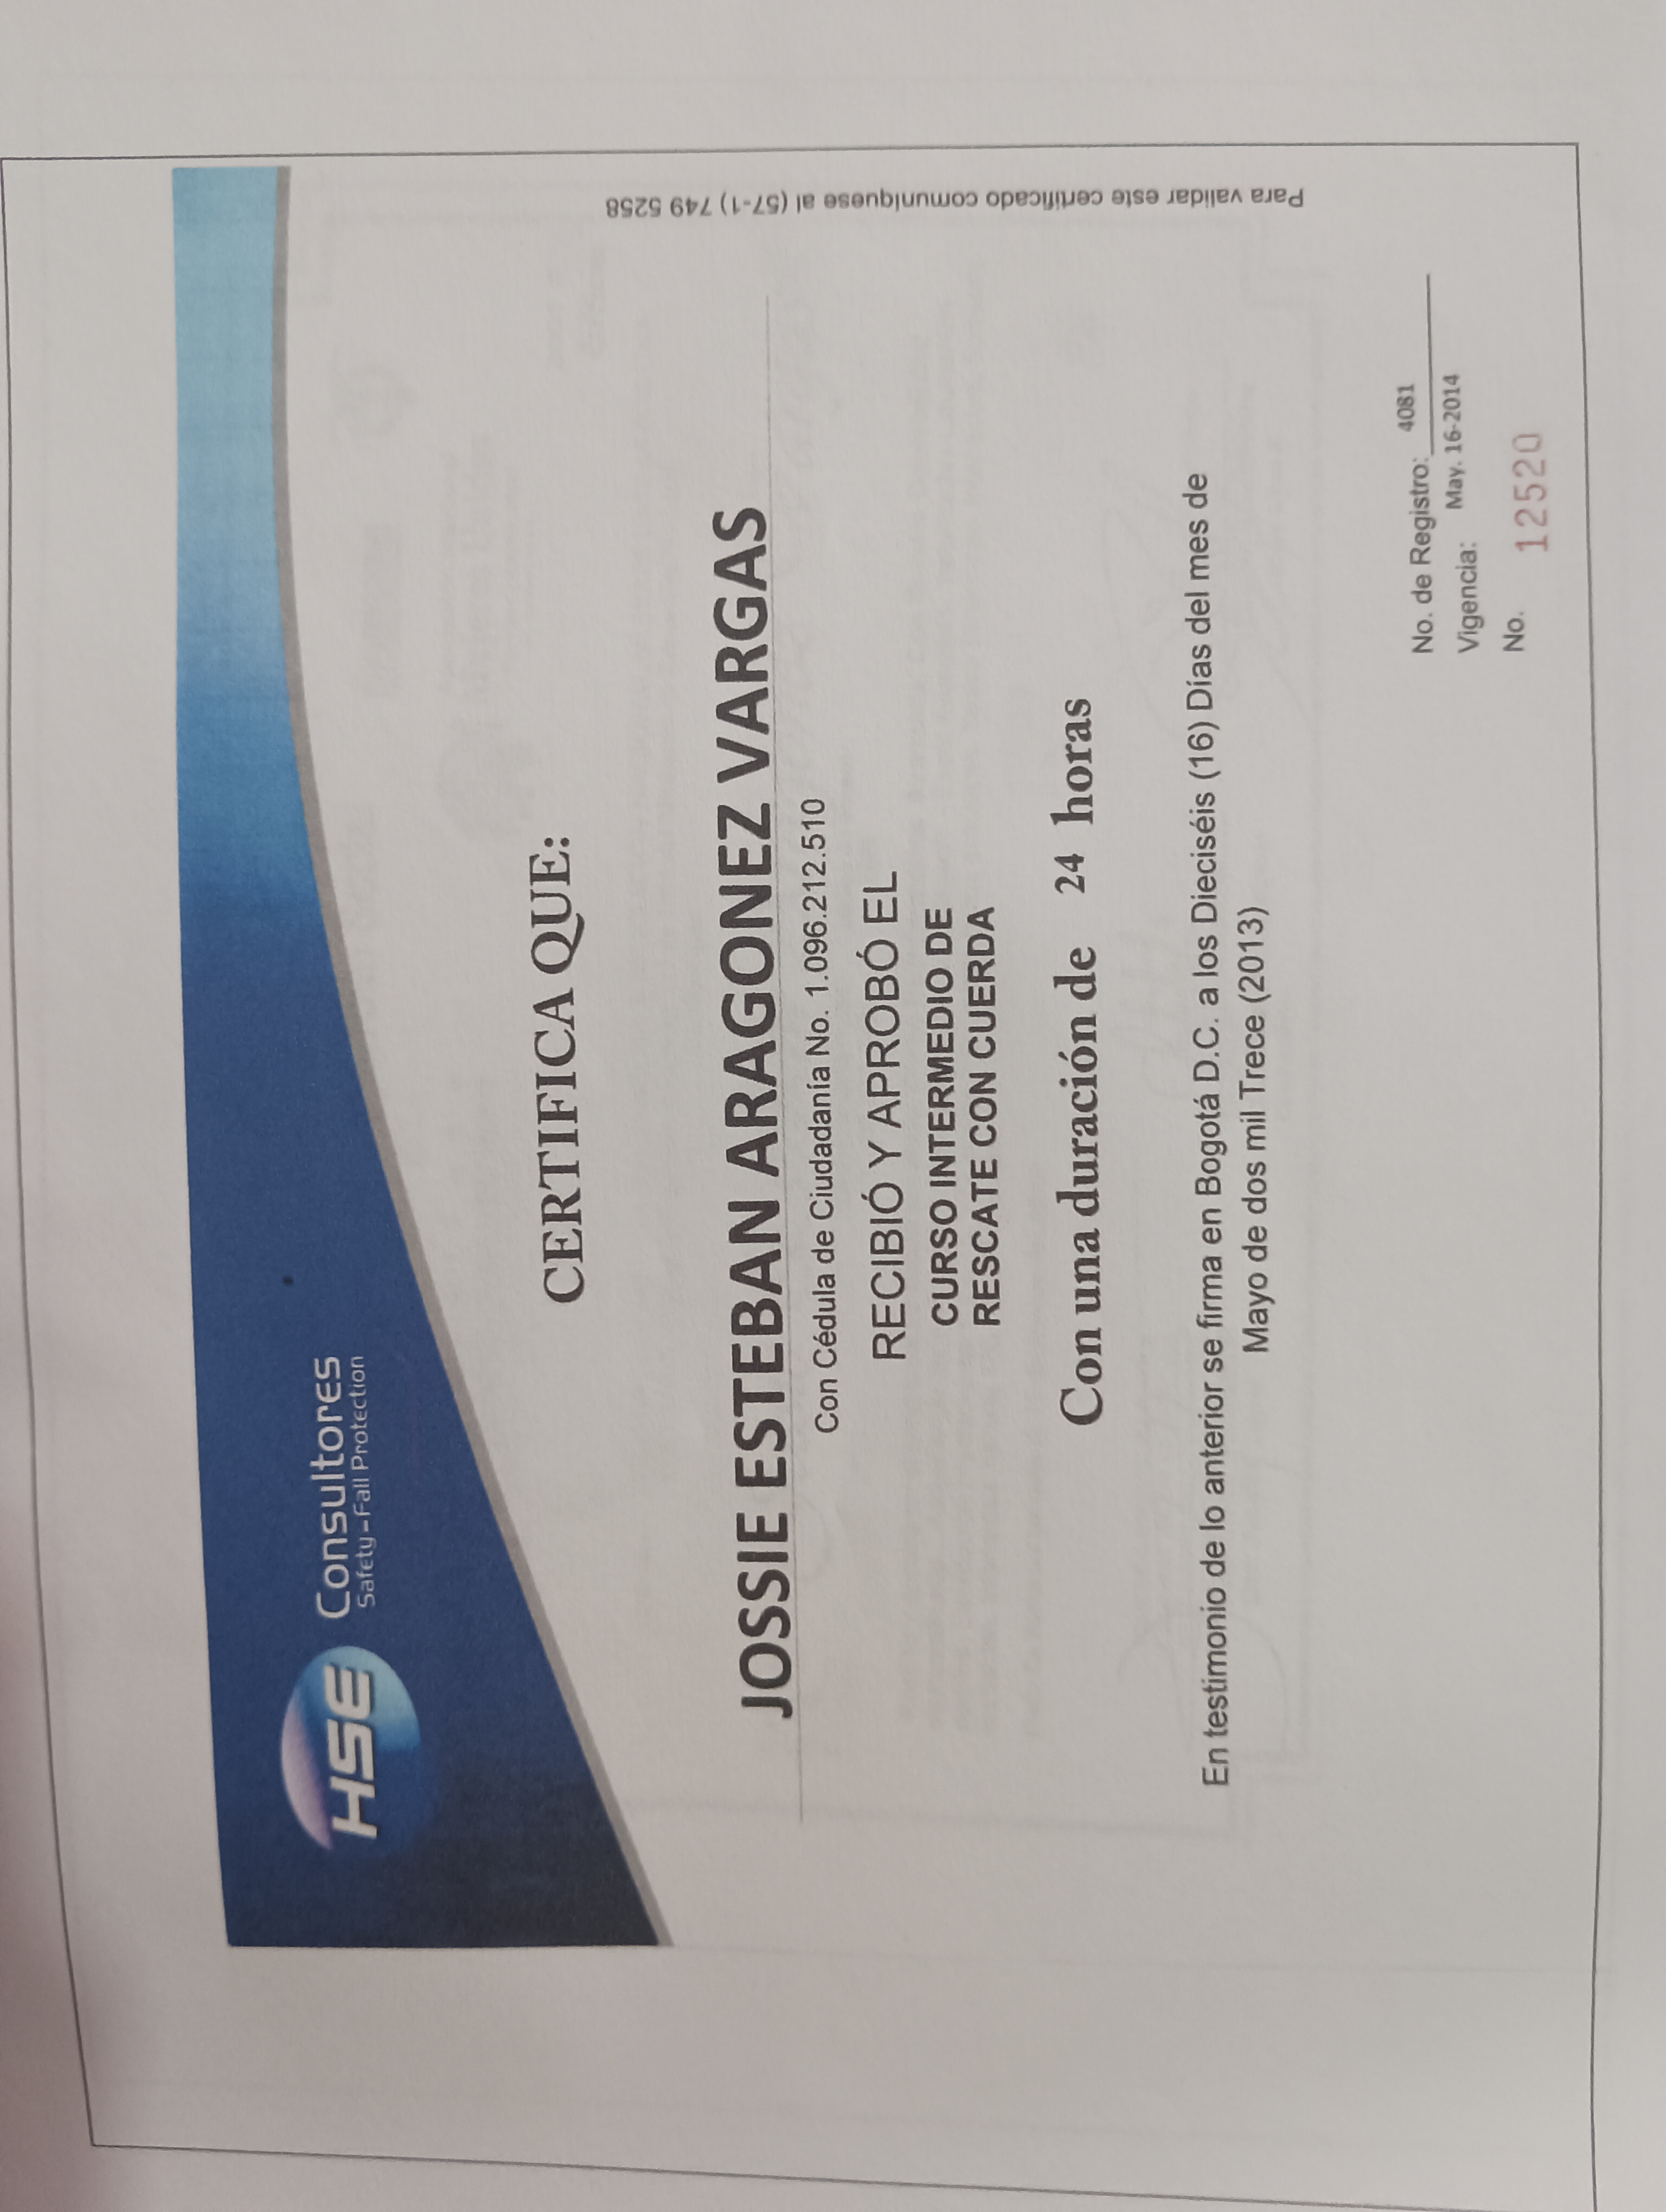 HSE Consultores
Safety-Fall Protection
CERTIFICA QUE:
JOSSIE ESTEBAN ARAGONEZ VARGAS
Con Cédula de Ciudadanía No. 1.096.212.510
RECIBIÓ Y APROBÓ EL
CURSO INTERMEDIO DE
RESCATE CON CUERDA
Con una duración de 24 horas
En testimonio de lo anterior se firma en Bogotá D.C. a los Dieciséis (16) Días del mes de
Mayo de dos mil Trece (2013)
No. de Registro: 4081
Vigencia: May. 16-2014
No. 12520
Para validar este certificado comuníquese al (57-1) 749 5258